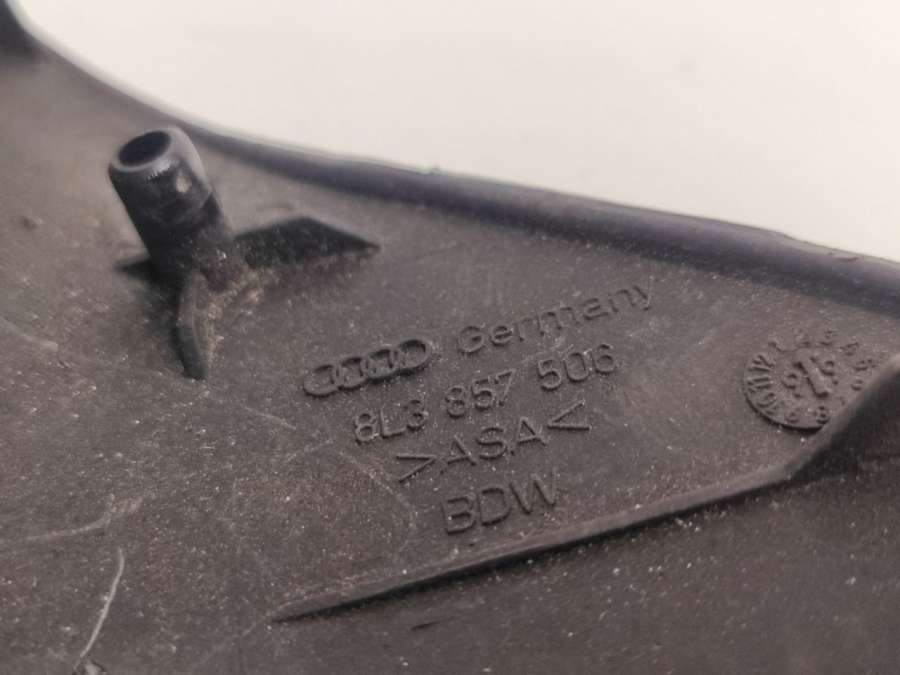 Germany
8L3 857 506
>ASA<
BDW